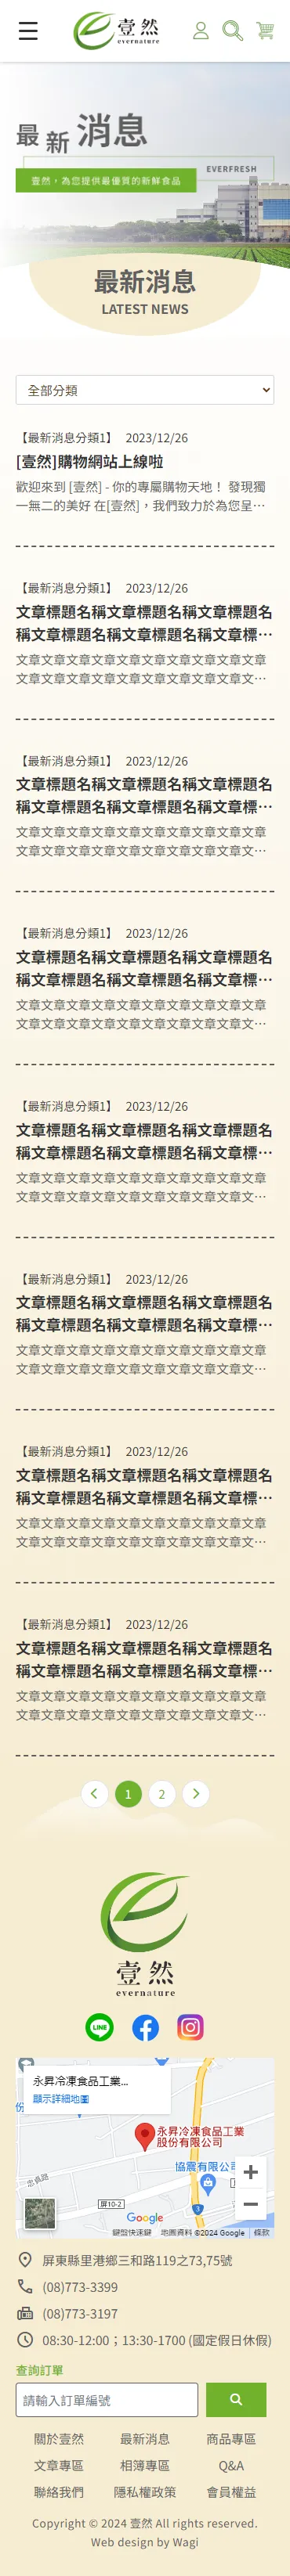 壹然
evernature
最新消息
EVERFRESH
壹然，為您提供最優質的新鮮食品
最新消息
LATEST NEWS
全部分類
【最新消息分類1】 2023/12/26
[壹然]購物網站上線啦
歡迎來到 [壹然] - 你的專屬購物天地！ 發現獨
一無二的美好 在[壹然]，我們致力於為您呈…
【最新消息分類1】 2023/12/26
文章標題名稱文章標題名稱文章標題名
稱文章標題名稱文章標題名稱文章標…
文章文章文章文章文章文章文章文章文章文章
文章文章文章文章文章文章文章文章文章文…
【最新消息分類1】 2023/12/26
文章標題名稱文章標題名稱文章標題名
稱文章標題名稱文章標題名稱文章標…
文章文章文章文章文章文章文章文章文章文章
文章文章文章文章文章文章文章文章文章文…
【最新消息分類1】 2023/12/26
文章標題名稱文章標題名稱文章標題名
稱文章標題名稱文章標題名稱文章標…
文章文章文章文章文章文章文章文章文章文章
文章文章文章文章文章文章文章文章文章文…
【最新消息分類1】 2023/12/26
文章標題名稱文章標題名稱文章標題名
稱文章標題名稱文章標題名稱文章標…
文章文章文章文章文章文章文章文章文章文章
文章文章文章文章文章文章文章文章文章文…
【最新消息分類1】 2023/12/26
文章標題名稱文章標題名稱文章標題名
稱文章標題名稱文章標題名稱文章標…
文章文章文章文章文章文章文章文章文章文章
文章文章文章文章文章文章文章文章文章文…
【最新消息分類1】 2023/12/26
文章標題名稱文章標題名稱文章標題名
稱文章標題名稱文章標題名稱文章標…
文章文章文章文章文章文章文章文章文章文章
文章文章文章文章文章文章文章文章文章文…
【最新消息分類1】 2023/12/26
文章標題名稱文章標題名稱文章標題名
稱文章標題名稱文章標題名稱文章標…
文章文章文章文章文章文章文章文章文章文章
文章文章文章文章文章文章文章文章文章文…
1 2
壹然
evernature
LINE
永昇冷凍食品工業...
顯示詳細地圖
永昇冷凍食品工業
股份有限公司
協震有限公司
屏10-2
3
Google
鍵盤快速鍵 地圖資料 ©2024 Google 條款
屏東縣里港鄉三和路119之73,75號
(08)773-3399
(08)773-3197
08:30-12:00；13:30-1700 (國定假日休假)
查詢訂單
請輸入訂單編號
關於壹然 最新消息 商品專區
文章專區 相簿專區 Q&A
聯絡我們 隱私權政策 會員權益
Copyright © 2024 壹然 All rights reserved.
Web design by Wagi